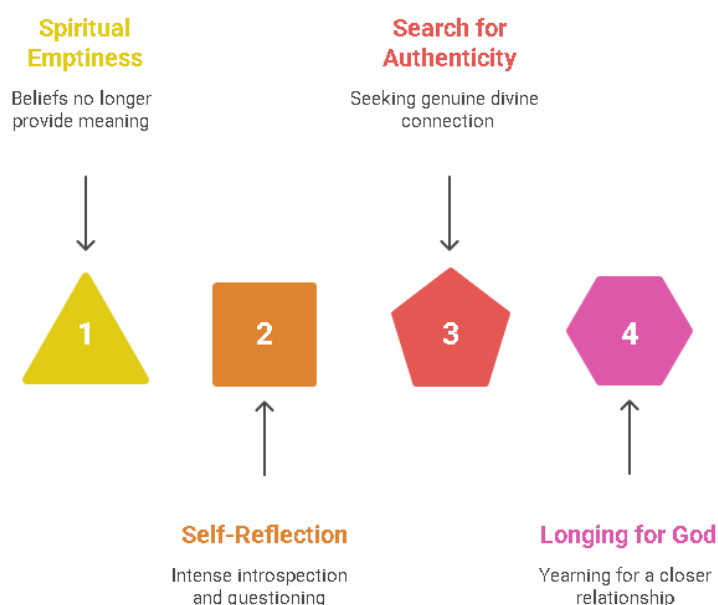 Spiritual
Emptiness
Beliefs no longer
provide meaning
Search for
Authenticity
Seeking genuine divine
connection
1
2
3
4
Self-Reflection
Intense introspection
and questioning
Longing for God
Yearning for a closer
relationship